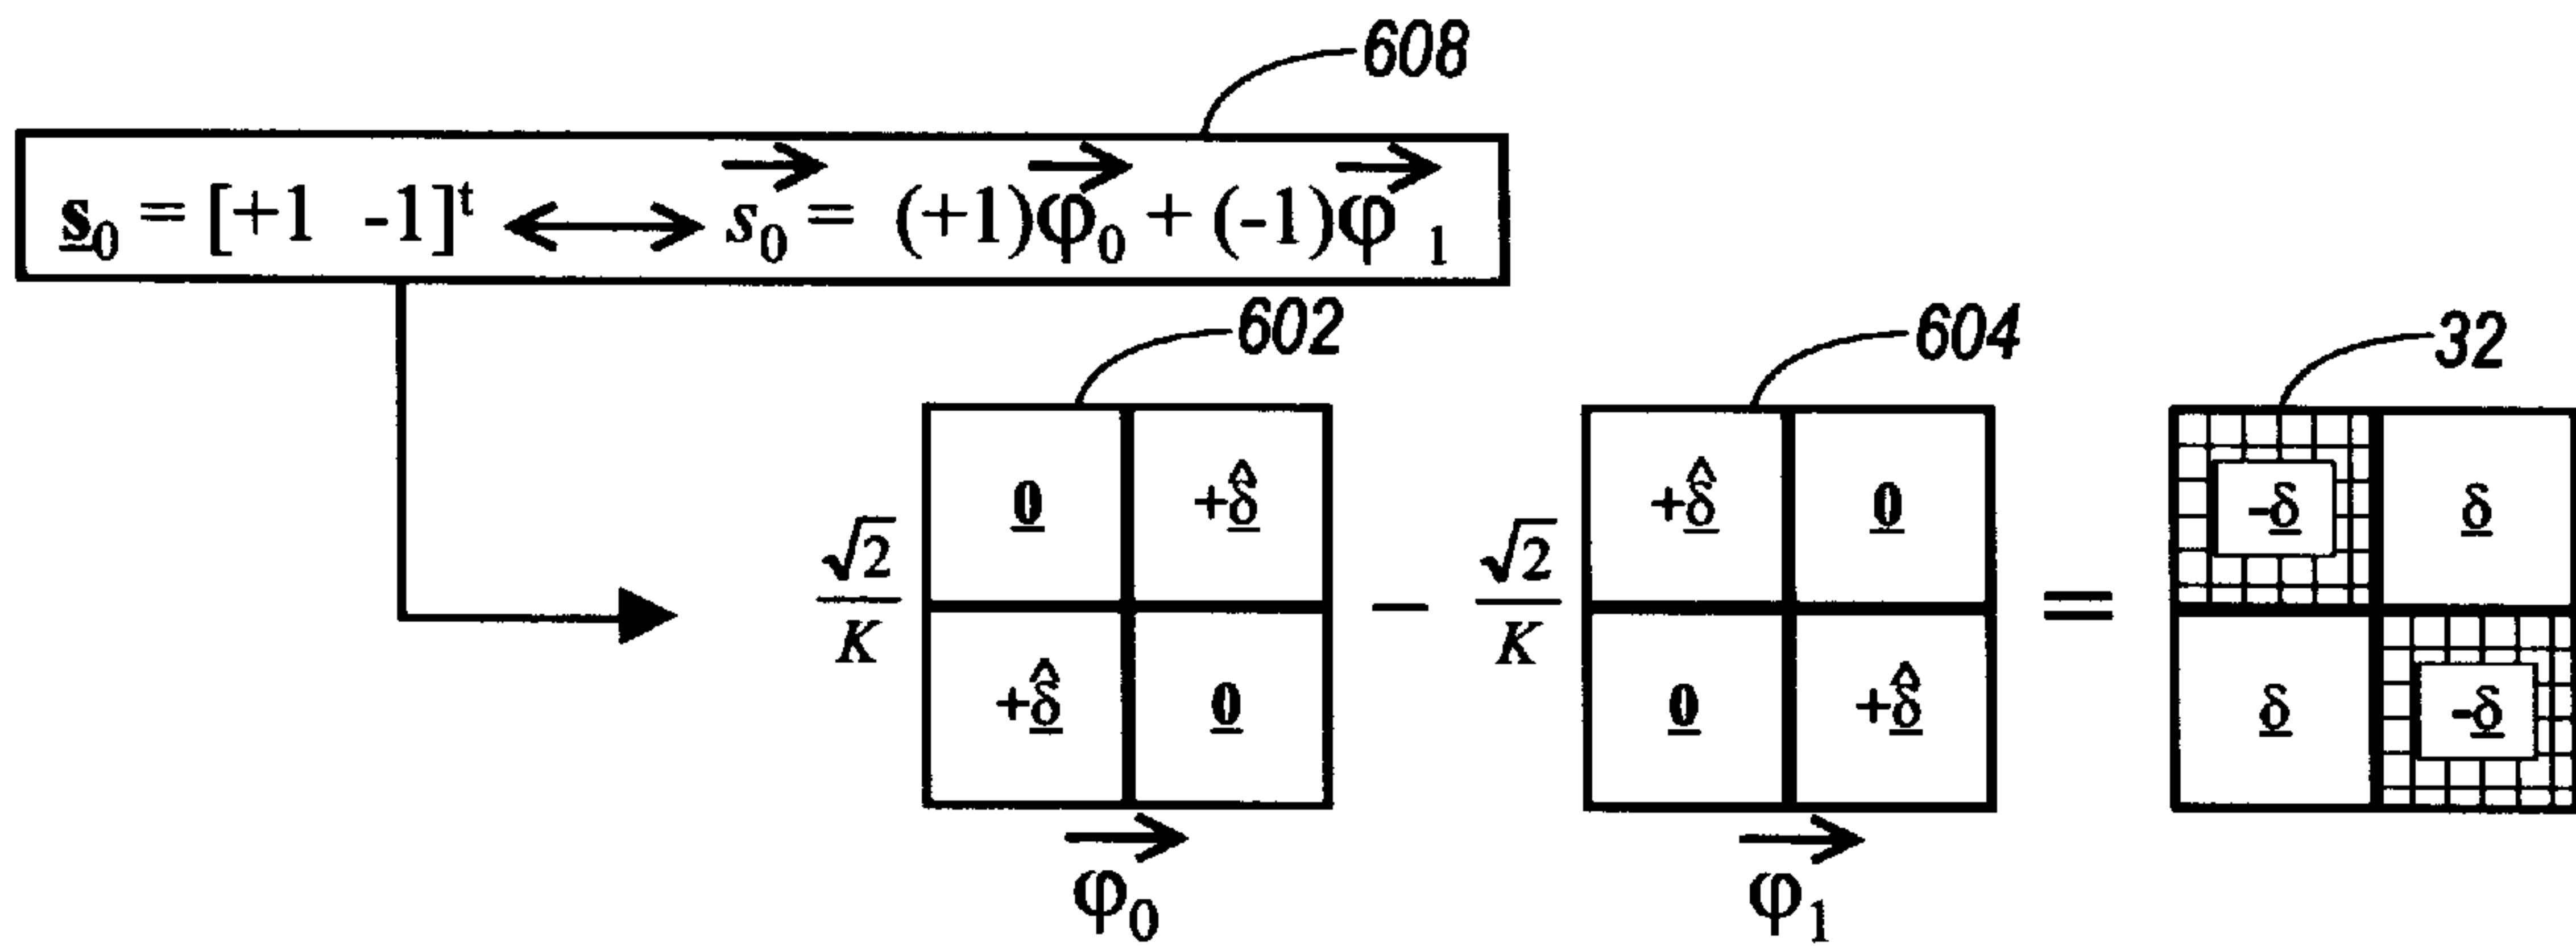 608
s₀ = [+1 -1]ᵗ ⟷ s₀ = (+1)φ₀ + (-1)φ₁
602 604 32
0 +δ̂ +δ̂ 0 -δ δ
√2/K − √2/K =
+δ̂ 0 0 +δ̂ δ -δ
φ₀ φ₁